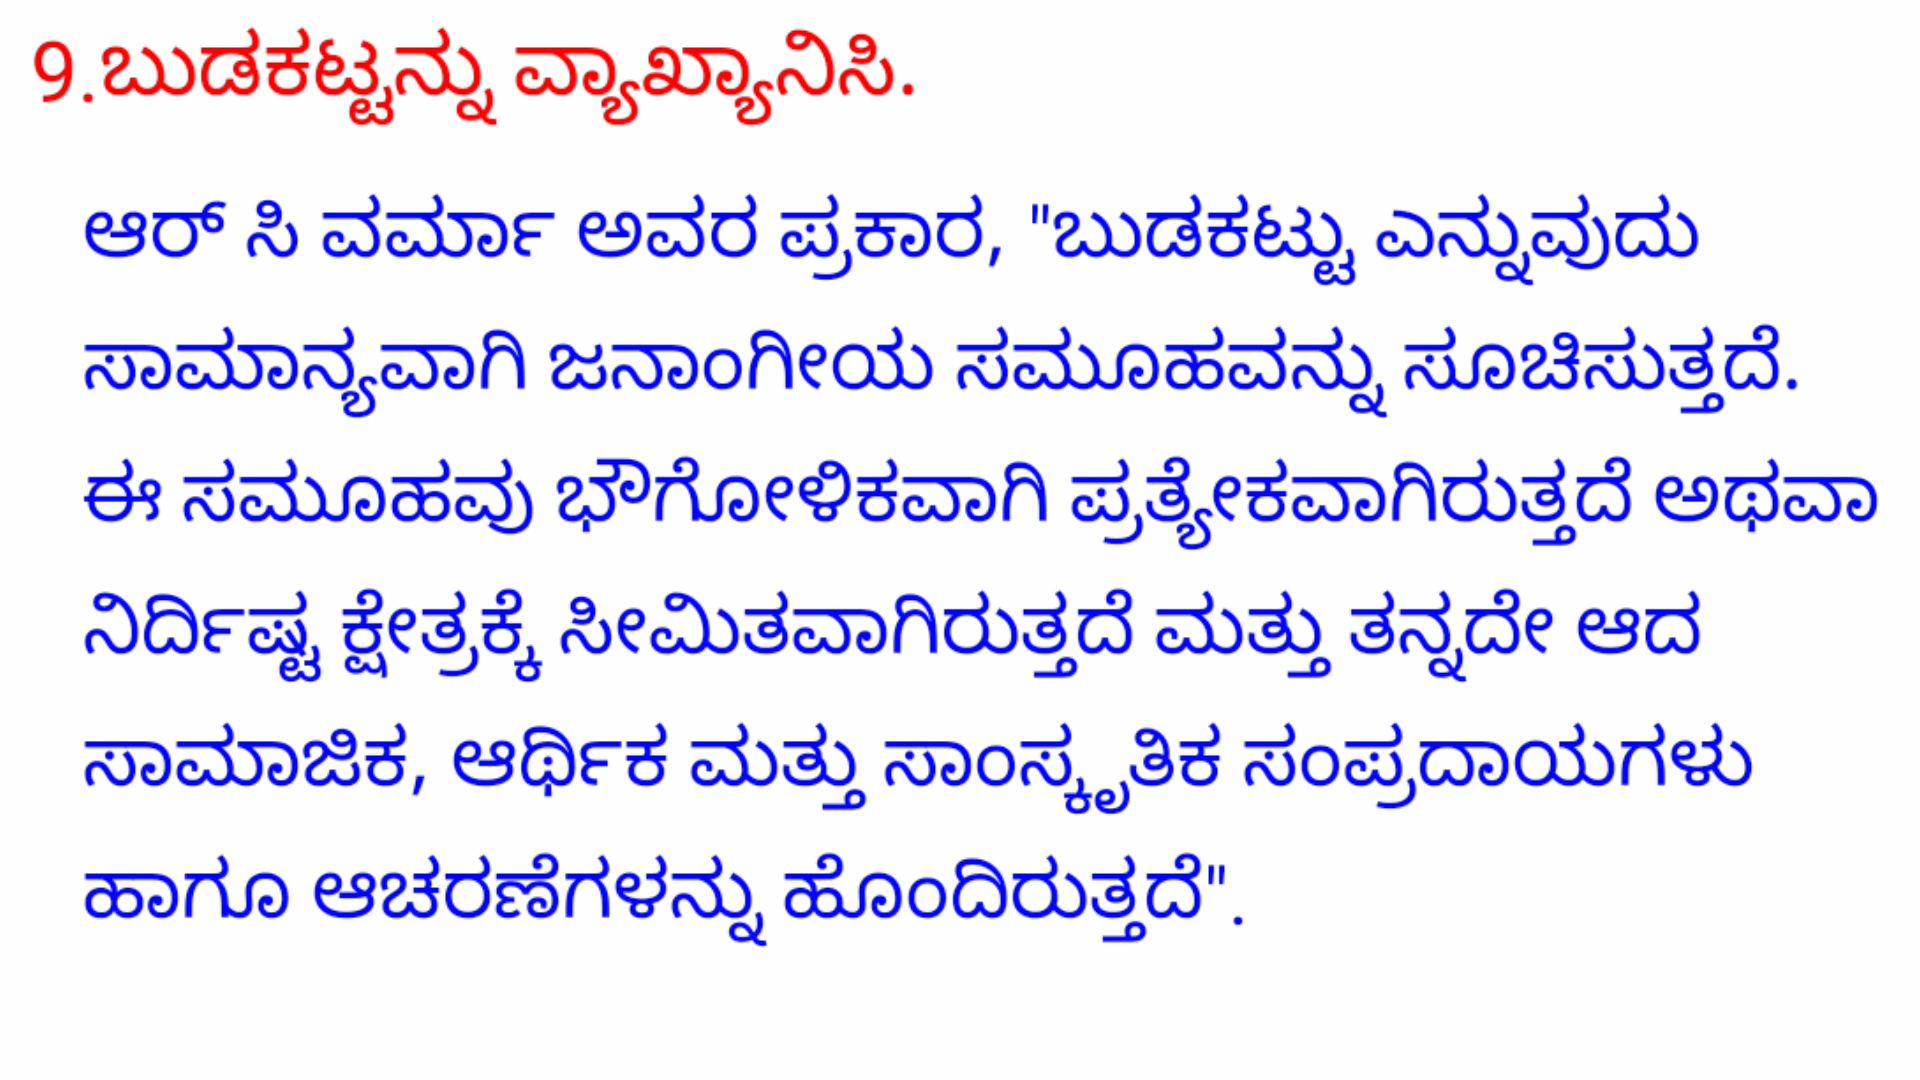 9.ಬುಡಕಟ್ಟನ್ನು ವ್ಯಾಖ್ಯಾನಿಸಿ.
ಆರ್ ಸಿ ವರ್ಮಾ ಅವರ ಪ್ರಕಾರ, "ಬುಡಕಟ್ಟು ಎನ್ನುವುದು
ಸಾಮಾನ್ಯವಾಗಿ ಜನಾಂಗೀಯ ಸಮೂಹವನ್ನು ಸೂಚಿಸುತ್ತದೆ.
ಈ ಸಮೂಹವು ಭೌಗೋಳಿಕವಾಗಿ ಪ್ರತ್ಯೇಕವಾಗಿರುತ್ತದೆ ಅಥವಾ
ನಿರ್ದಿಷ್ಟ ಕ್ಷೇತ್ರಕ್ಕೆ ಸೀಮಿತವಾಗಿರುತ್ತದೆ ಮತ್ತು ತನ್ನದೇ ಆದ
ಸಾಮಾಜಿಕ, ಆರ್ಥಿಕ ಮತ್ತು ಸಾಂಸ್ಕೃತಿಕ ಸಂಪ್ರದಾಯಗಳು
ಹಾಗೂ ಆಚರಣೆಗಳನ್ನು ಹೊಂದಿರುತ್ತದೆ".